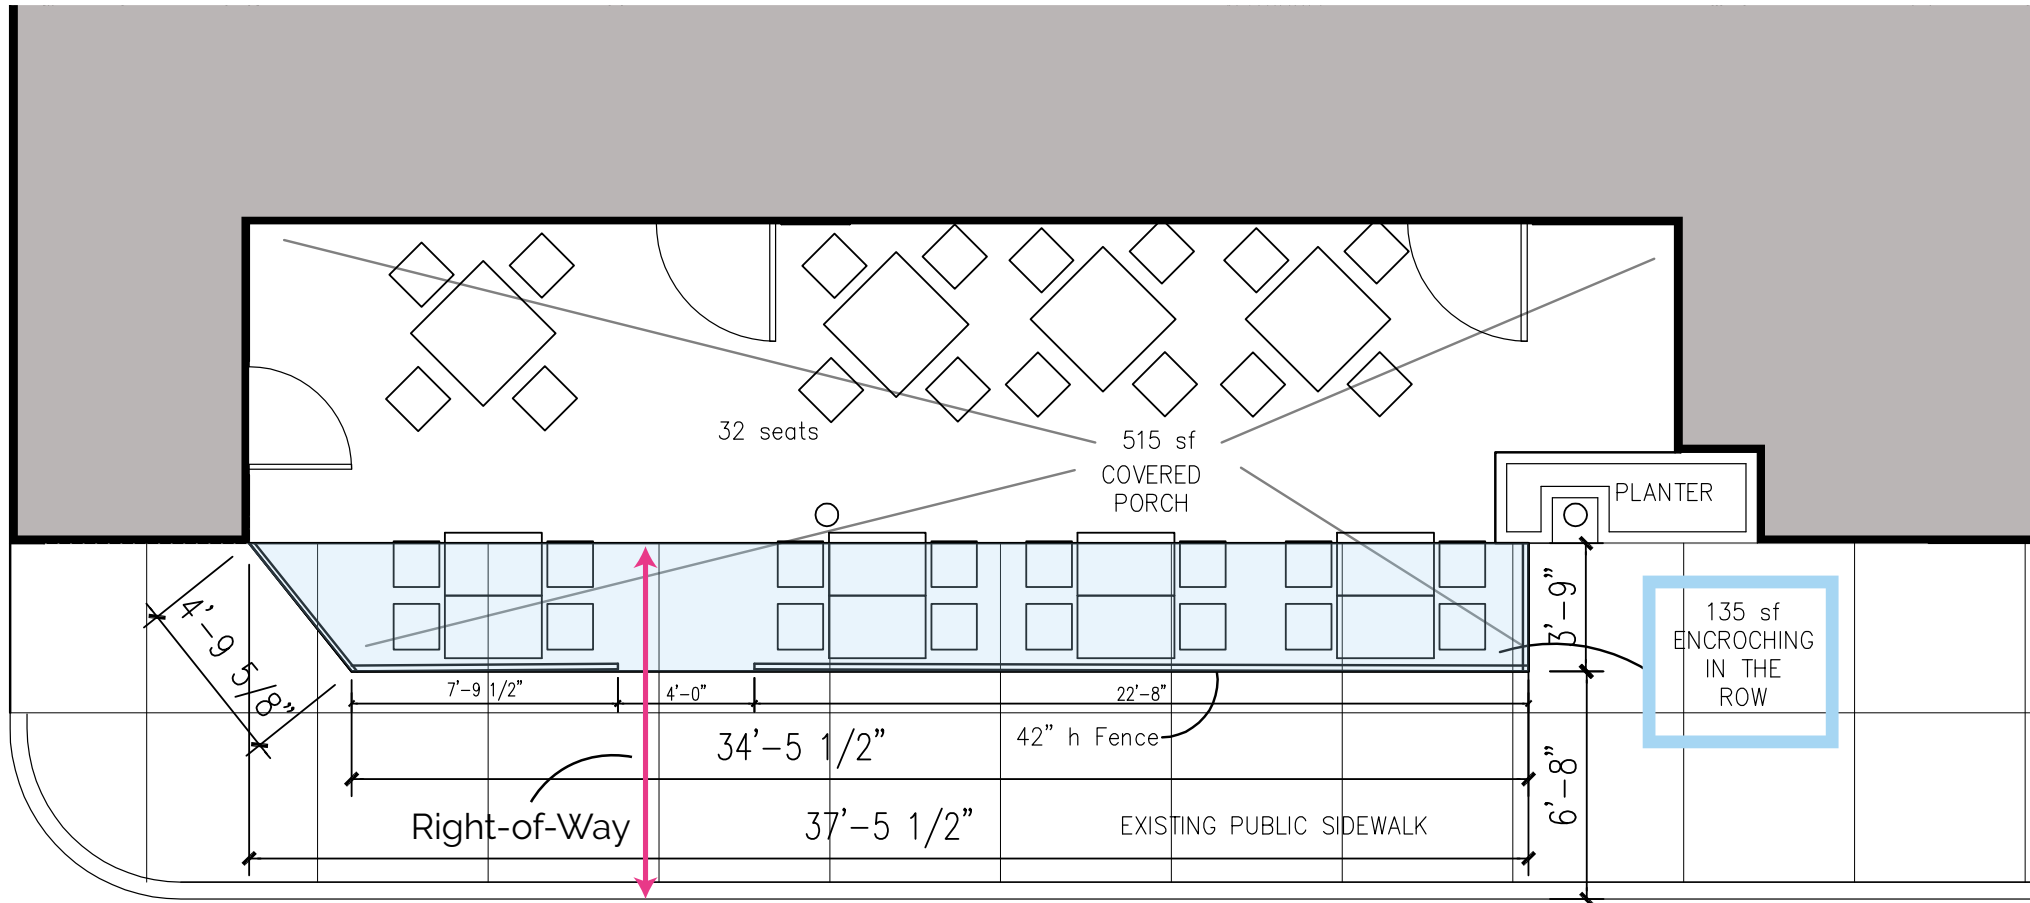 32 seats
515 sf
COVERED
PORCH
PLANTER
4’-9 5/8”
3’-9”
135 sf
ENCROCHING
IN THE
ROW
7’-9 1/2”
4’-0”
22’-8”
34’-5 1/2”
42” h Fence
6’-8”
Right-of-Way
37’-5 1/2”
EXISTING PUBLIC SIDEWALK